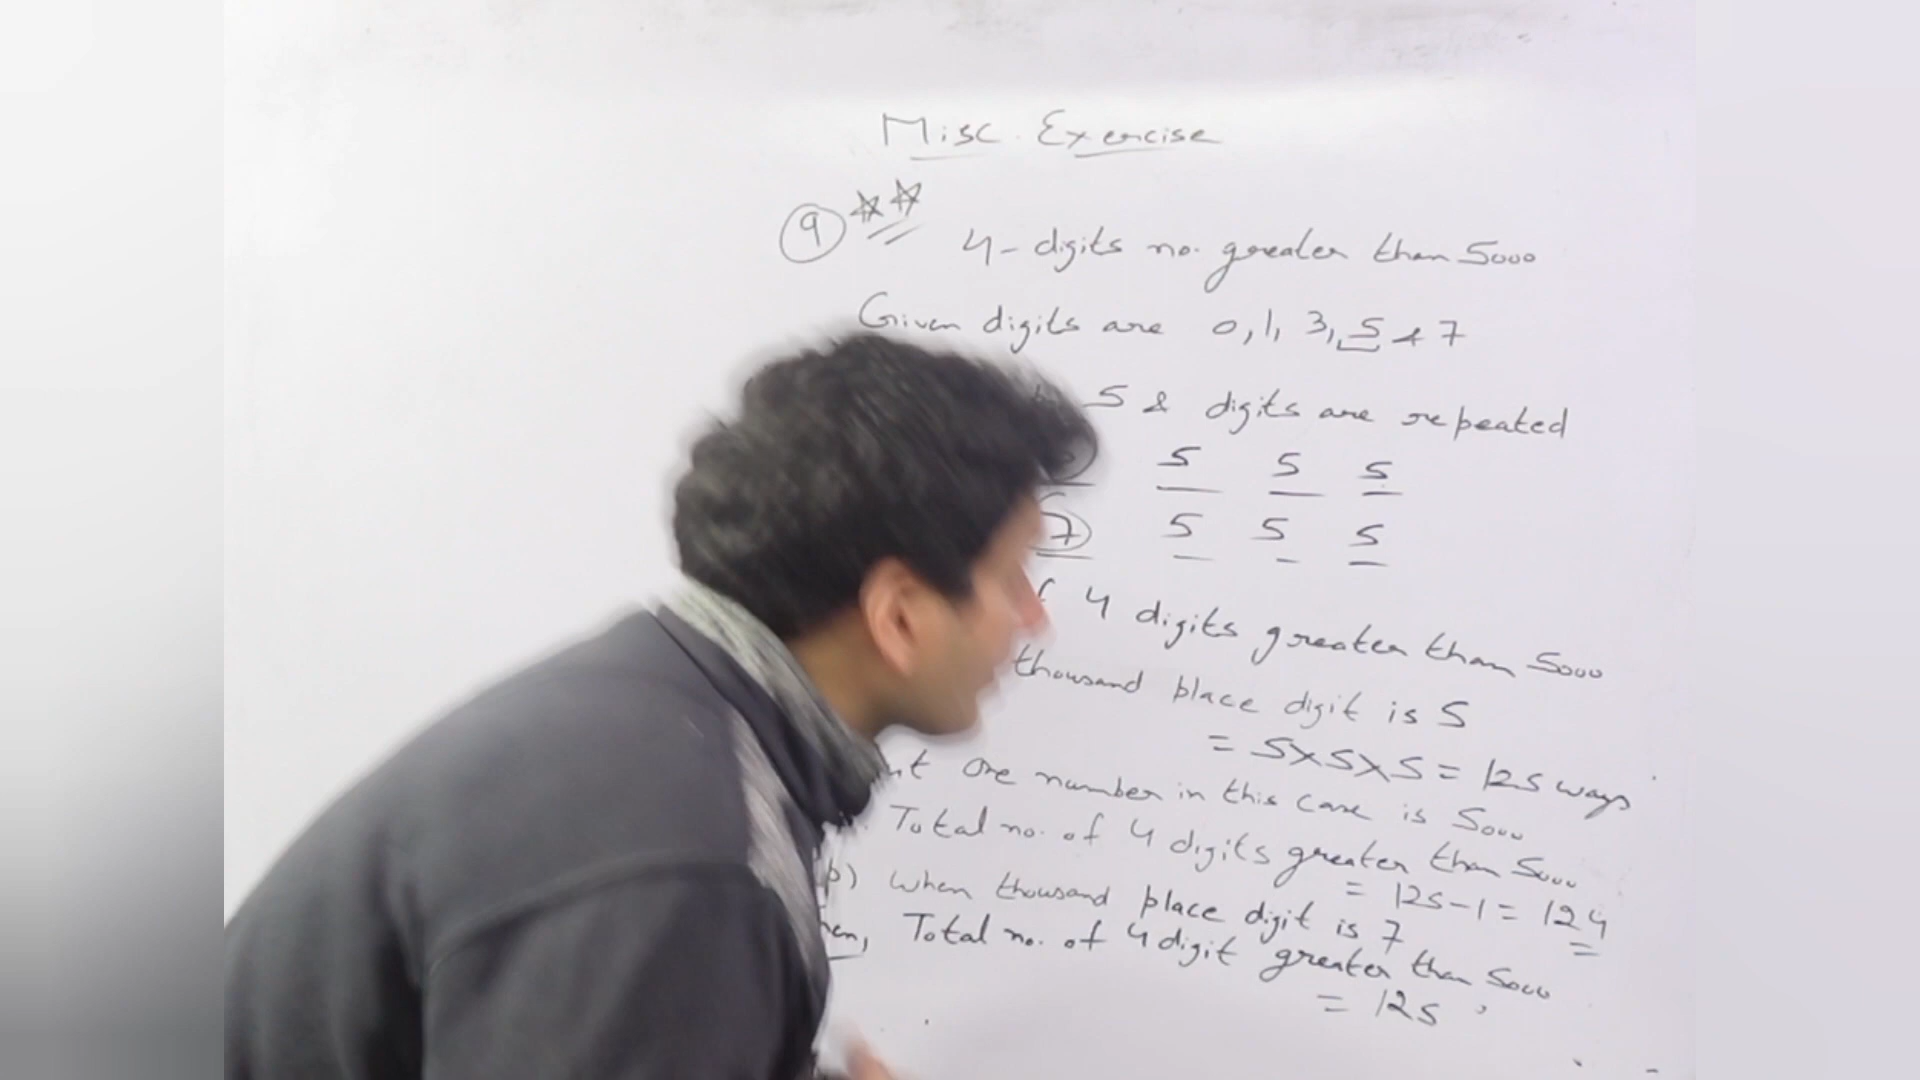 Misc. Exercise
9
4-digits no. greater than 5000
Given digits are 0, 1, 3, 5 & 7
5 & digits are repeated
5 5 5
7 5 5 5
4 digits greater than 5000
thousand place digit is 5
= 5×5×5 = 125 ways
one number in this case is 5000
Total no. of 4 digits greater than 5000
= 125-1 = 124
b) when thousand place digit is 7
Total no. of 4 digit greater than 5000
= 125